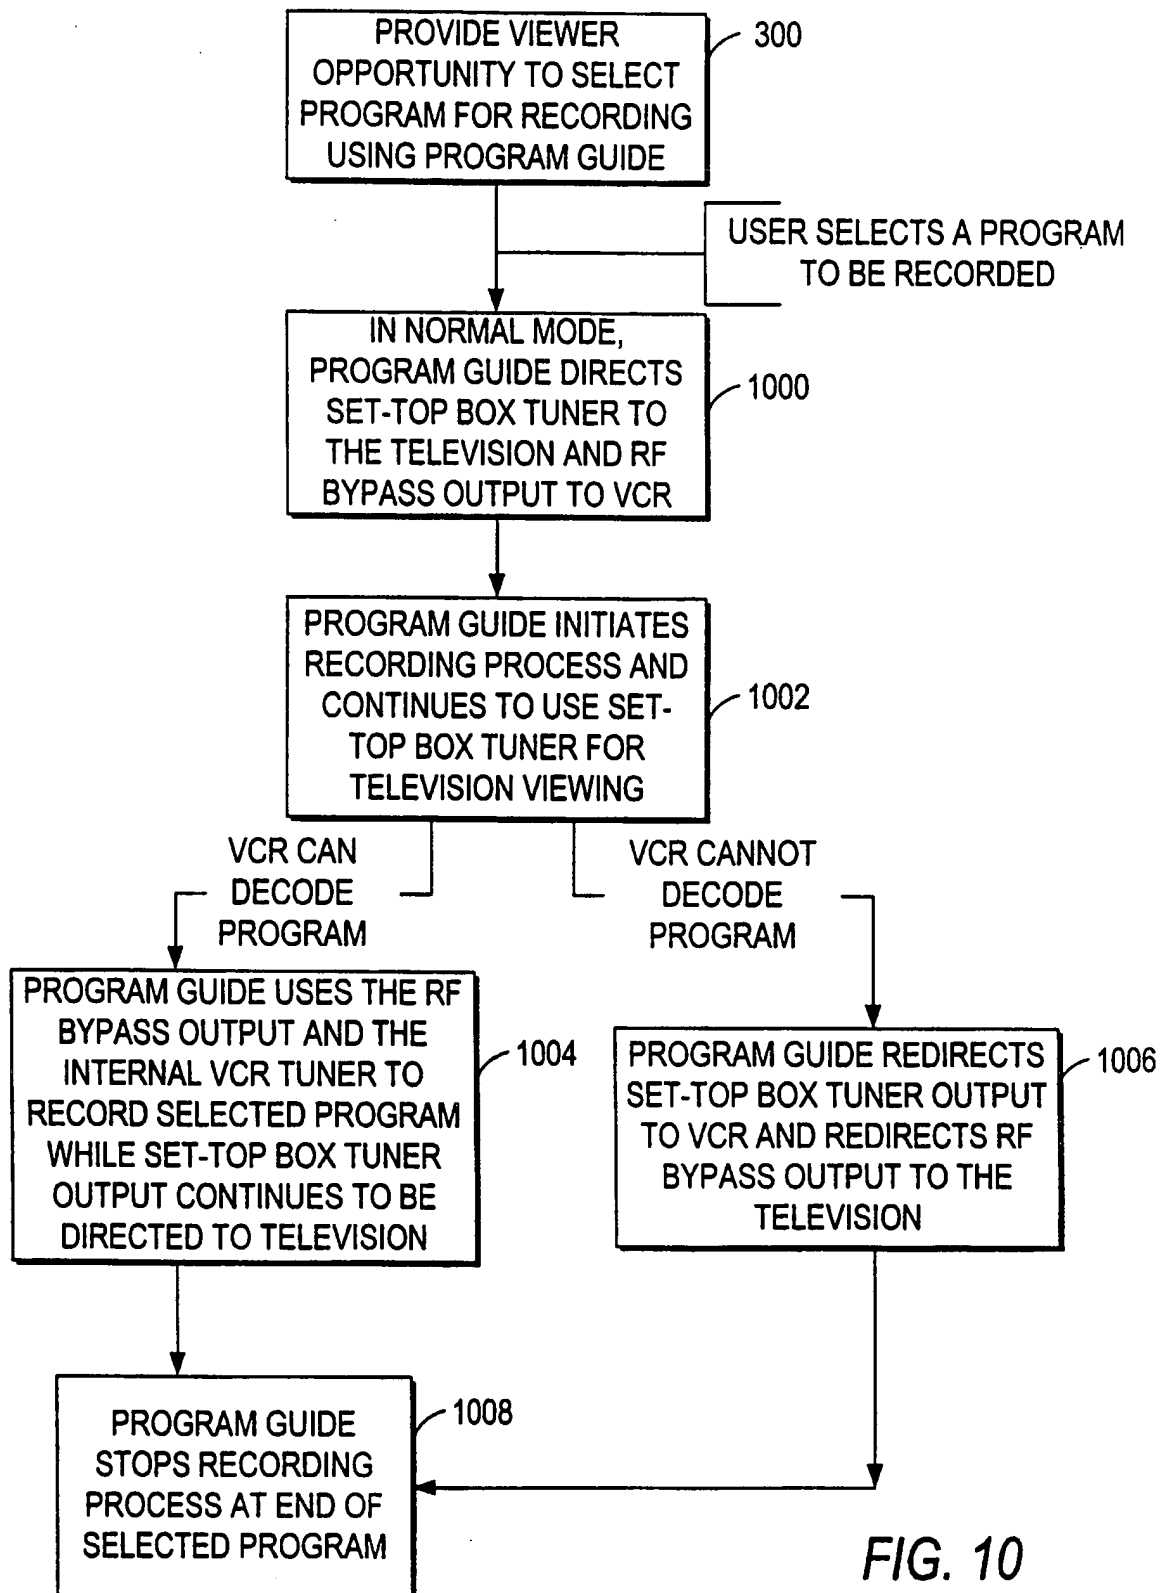 PROVIDE VIEWER
OPPORTUNITY TO SELECT
PROGRAM FOR RECORDING
USING PROGRAM GUIDE
300
USER SELECTS A PROGRAM
TO BE RECORDED
IN NORMAL MODE,
PROGRAM GUIDE DIRECTS
SET-TOP BOX TUNER TO
THE TELEVISION AND RF
BYPASS OUTPUT TO VCR
1000
PROGRAM GUIDE INITIATES
RECORDING PROCESS AND
CONTINUES TO USE SET-
TOP BOX TUNER FOR
TELEVISION VIEWING
1002
VCR CAN
DECODE
PROGRAM
VCR CANNOT
DECODE
PROGRAM
PROGRAM GUIDE USES THE RF
BYPASS OUTPUT AND THE
INTERNAL VCR TUNER TO
RECORD SELECTED PROGRAM
WHILE SET-TOP BOX TUNER
OUTPUT CONTINUES TO BE
DIRECTED TO TELEVISION
1004
PROGRAM GUIDE REDIRECTS
SET-TOP BOX TUNER OUTPUT
TO VCR AND REDIRECTS RF
BYPASS OUTPUT TO THE
TELEVISION
1006
PROGRAM GUIDE
STOPS RECORDING
PROCESS AT END OF
SELECTED PROGRAM
1008
FIG. 10